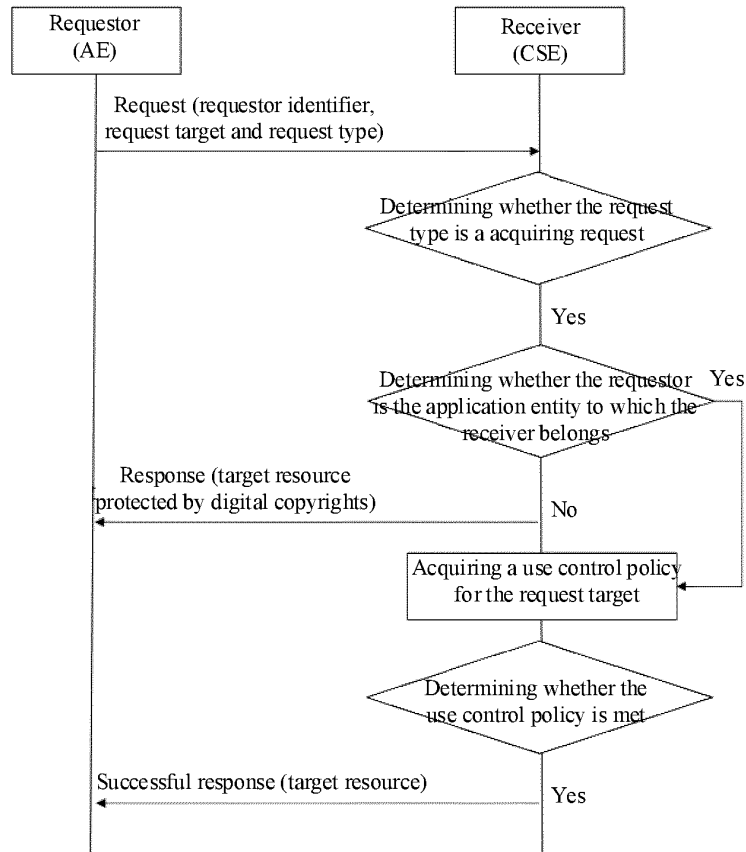 Requestor
(AE)
Receiver
(CSE)
Request (requestor identifier,
request target and request type)
Determining whether the request
type is a acquiring request
Yes
Determining whether the requestor
is the application entity to which the
receiver belongs
Yes
Response (target resource
protected by digital copyrights)
No
Acquiring a use control policy
for the request target
Determining whether the
use control policy is met
Successful response (target resource)
Yes